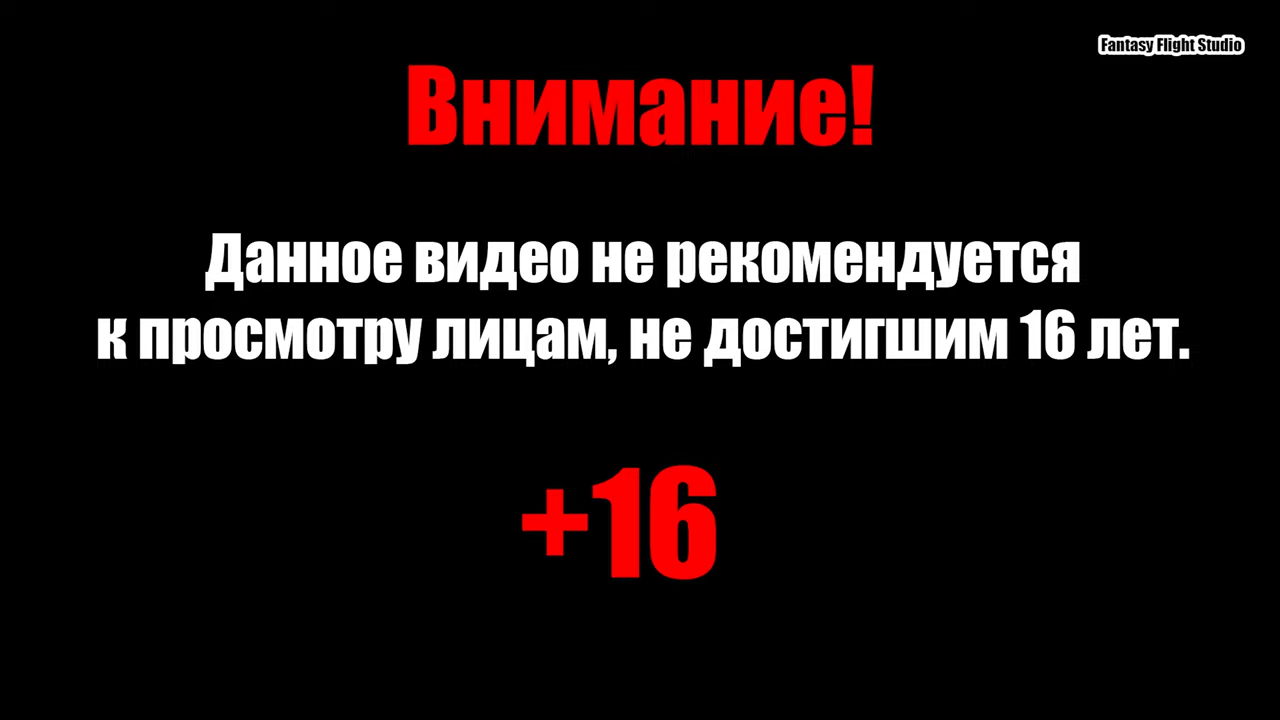 Fantasy Flight Studio
Внимание!
Данное видео не рекомендуется
к просмотру лицам, не достигшим 16 лет.
+16